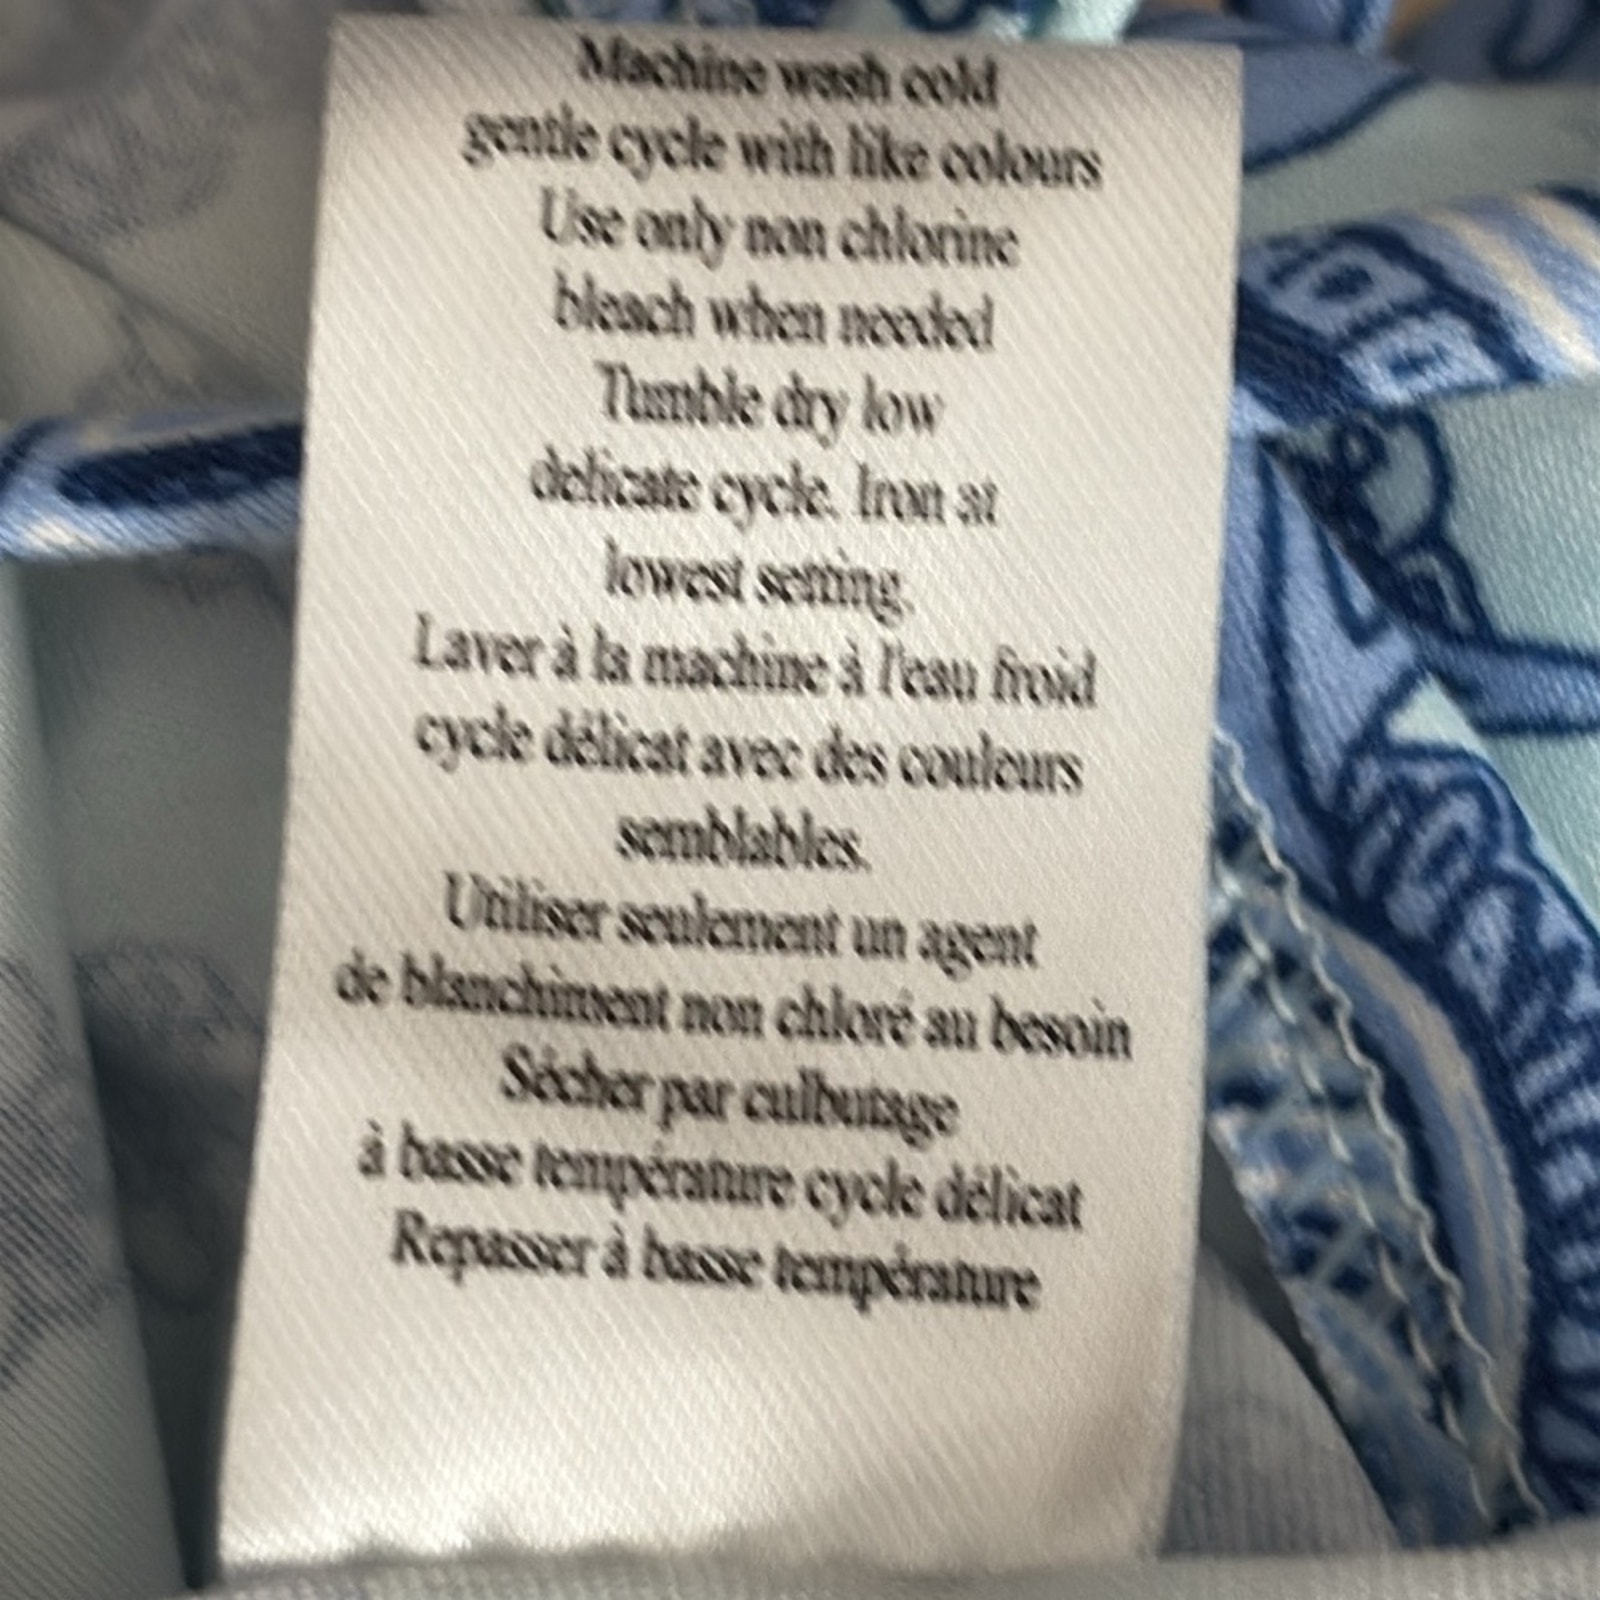 Machine wash cold
gentle cycle with like colours
Use only non chlorine
bleach when needed
Tumble dry low
delicate cycle. Iron at
lowest setting.
Laver à la machine à l'eau froid
cycle délicat avec des couleurs
semblables.
Utiliser seulement un agent
de blanchiment non chloré au besoin
Sécher par culbutage
à basse température cycle délicat
Repasser à basse température